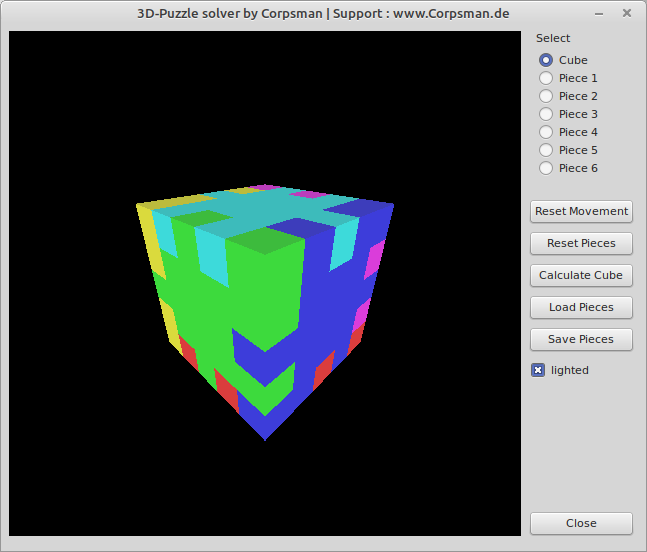 3D-Puzzle solver by Corpsman | Support : www.Corpsman.de
Select
Cube
Piece 1
Piece 2
Piece 3
Piece 4
Piece 5
Piece 6
Reset Movement
Reset Pieces
Calculate Cube
Load Pieces
Save Pieces
lighted
Close